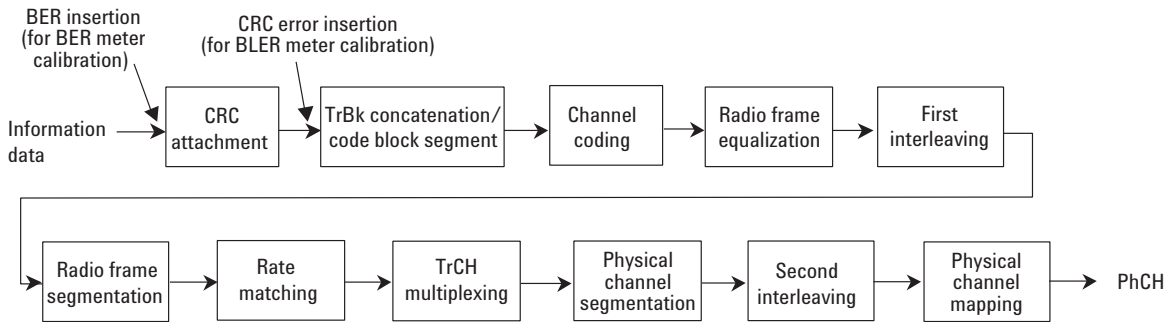 BER insertion
(for BER meter
calibration)
CRC error insertion
(for BLER meter calibration)
Information
data
CRC
attachment
TrBk concatenation/
code block segment
Channel
coding
Radio frame
equalization
First
interleaving
Radio frame
segmentation
Rate
matching
TrCH
multiplexing
Physical
channel
segmentation
Second
interleaving
Physical
channel
mapping
PhCH